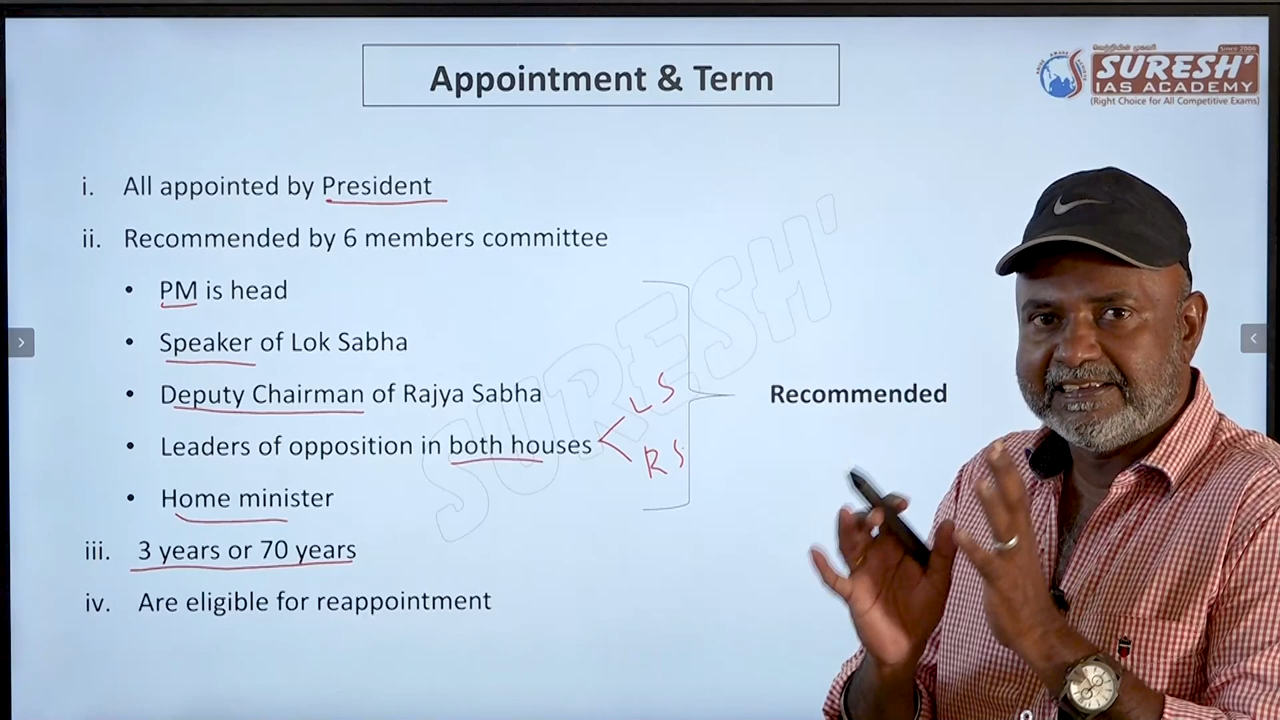 Appointment & Term
Since 2006
SURESH'
IAS ACADEMY
(Right Choice for All Competitive Exams)
i. All appointed by President
ii. Recommended by 6 members committee
• PM is head
• Speaker of Lok Sabha
• Deputy Chairman of Rajya Sabha
• Leaders of opposition in both houses
LS
RS
• Home minister
Recommended
iii. 3 years or 70 years
iv. Are eligible for reappointment
SURESH'